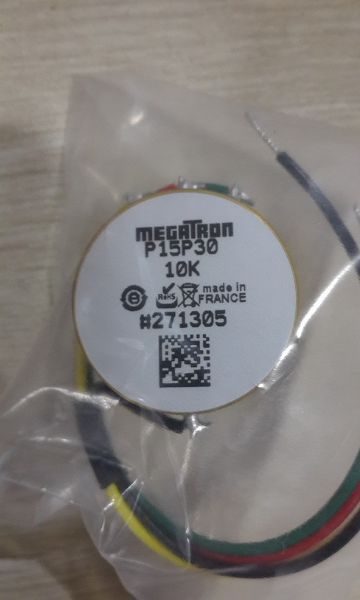 MEGATRON
P15P30
10K
RoHS made in
FRANCE
#271305